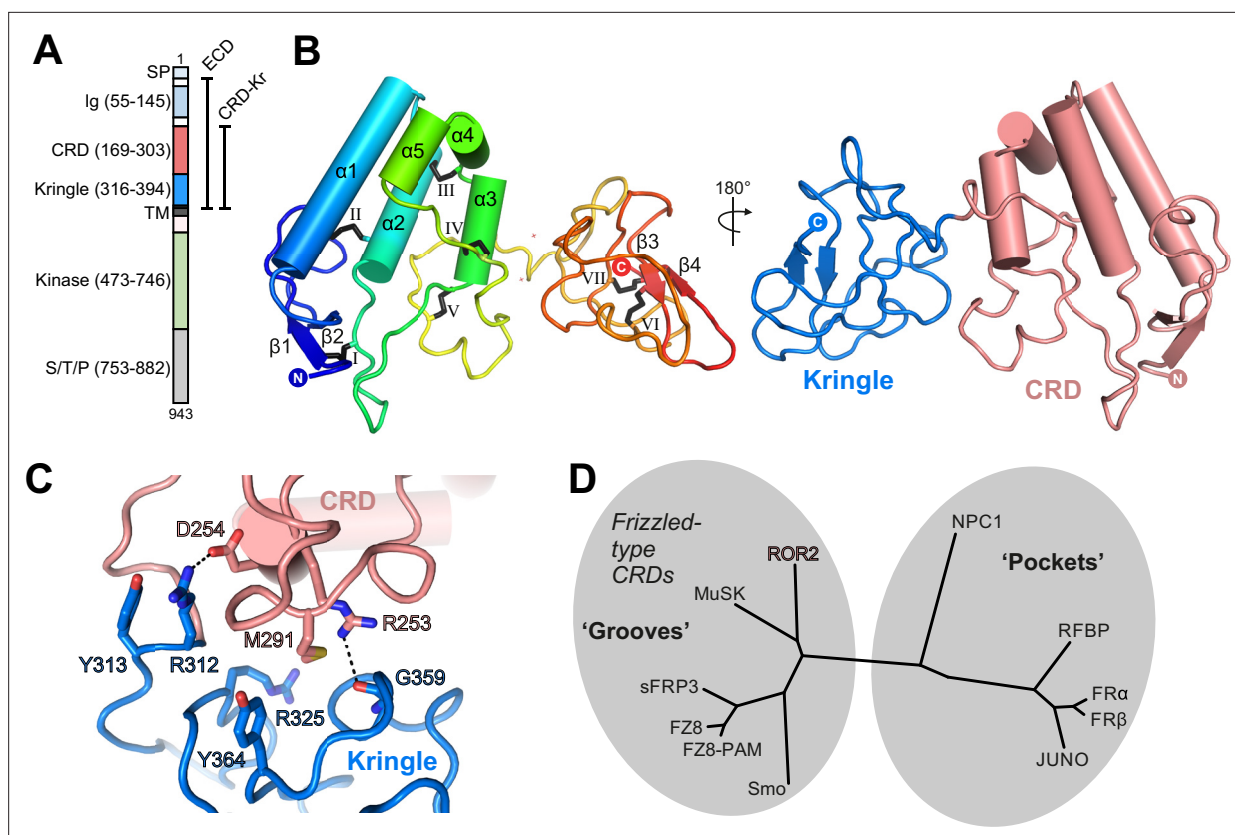 A
1
SP
Ig (55-145)
CRD (169-303)
Kringle (316-394)
TM
Kinase (473-746)
S/T/P (753-882)
943
ECD
CRD-Kr
B
α1
α5
α4
III
α3
II
α2
IV
V
β2
β1
I
N
β3
C
β4
VII
VI
180°
C
Kringle
CRD
N
C
CRD
D254
M291
R253
Y313
R312
G359
R325
Y364
Kringle
D
Frizzled-
type
CRDs
ROR2
MuSK
'Grooves'
sFRP3
FZ8
FZ8-PAM
Smo
NPC1
'Pockets'
RFBP
FRα
FRβ
JUNO